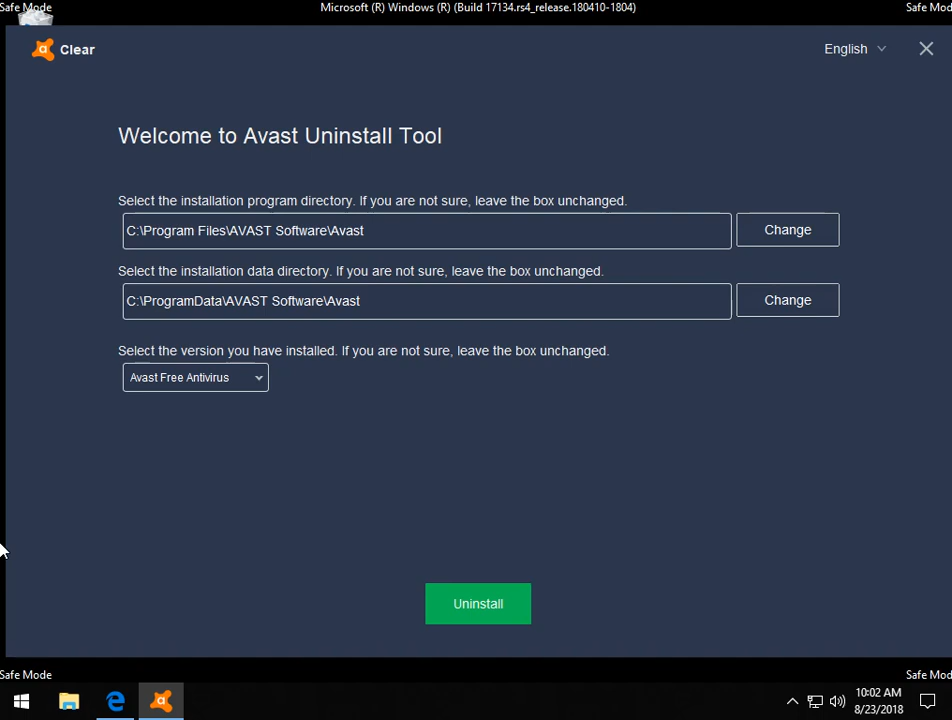 Safe Mode
Microsoft (R) Windows (R) (Build 17134.rs4_release.180410-1804)
Safe Mod
a Clear
English
Welcome to Avast Uninstall Tool
Select the installation program directory. If you are not sure, leave the box unchanged.
C:\Program Files\AVAST Software\Avast
Change
Select the installation data directory. If you are not sure, leave the box unchanged.
C:\ProgramData\AVAST Software\Avast
Change
Select the version you have installed. If you are not sure, leave the box unchanged.
Avast Free Antivirus
Uninstall
Safe Mode
Safe Mod
10:02 AM
8/23/2018